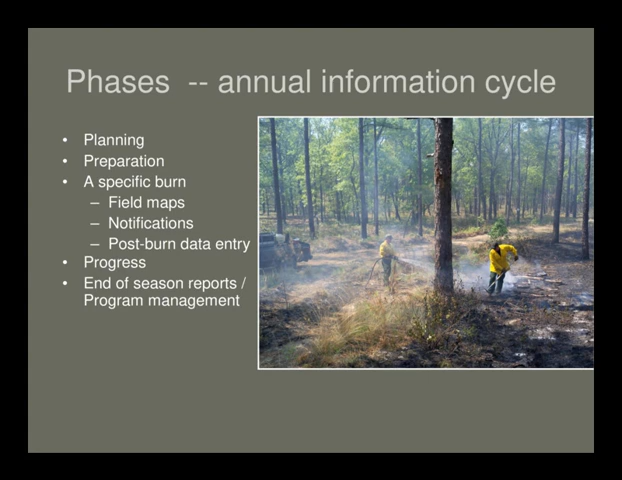 Phases -- annual information cycle
• Planning
• Preparation
• A specific burn
– Field maps
– Notifications
– Post-burn data entry
• Progress
• End of season reports /
Program management